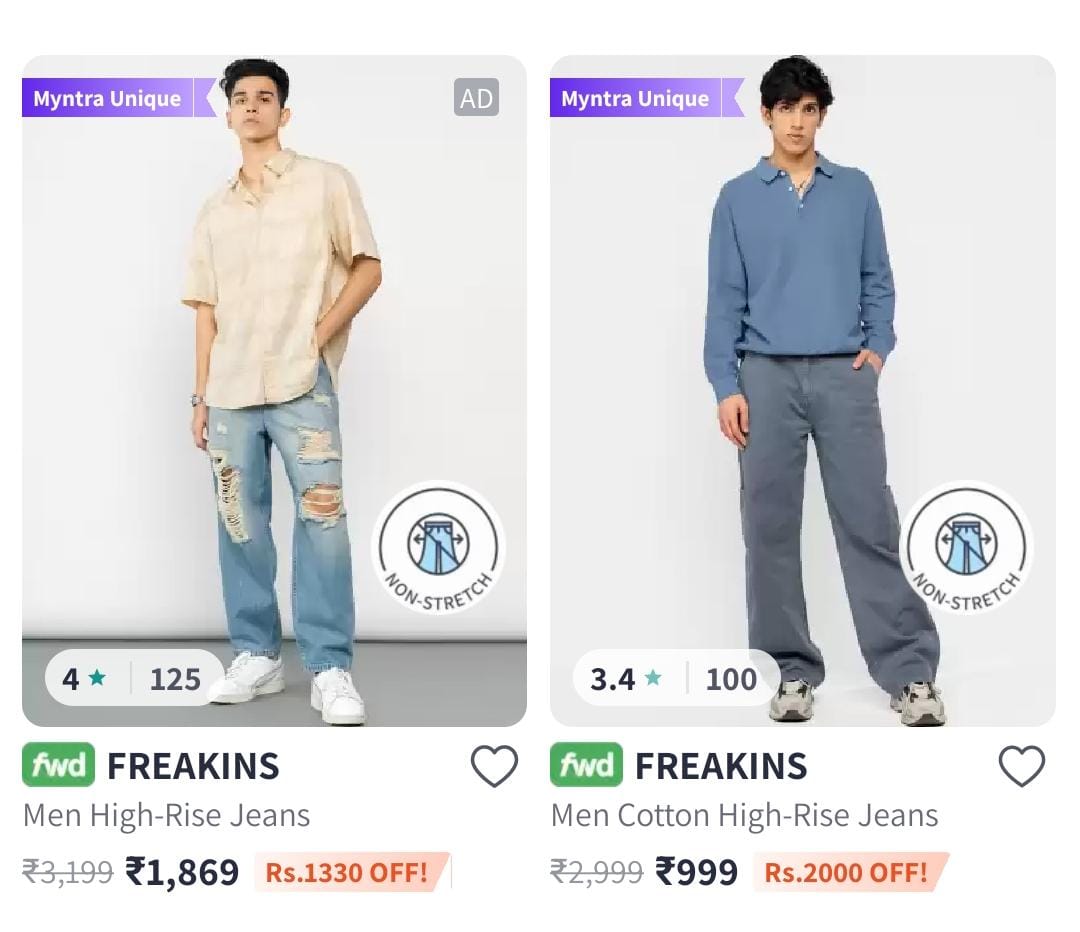 Myntra Unique
AD
NON-STRETCH
4 ★ | 125
fwd FREAKINS
Men High-Rise Jeans
₹3,199 ₹1,869 Rs.1330 OFF!
Myntra Unique
NON-STRETCH
3.4 ★ | 100
fwd FREAKINS
Men Cotton High-Rise Jeans
₹2,999 ₹999 Rs.2000 OFF!